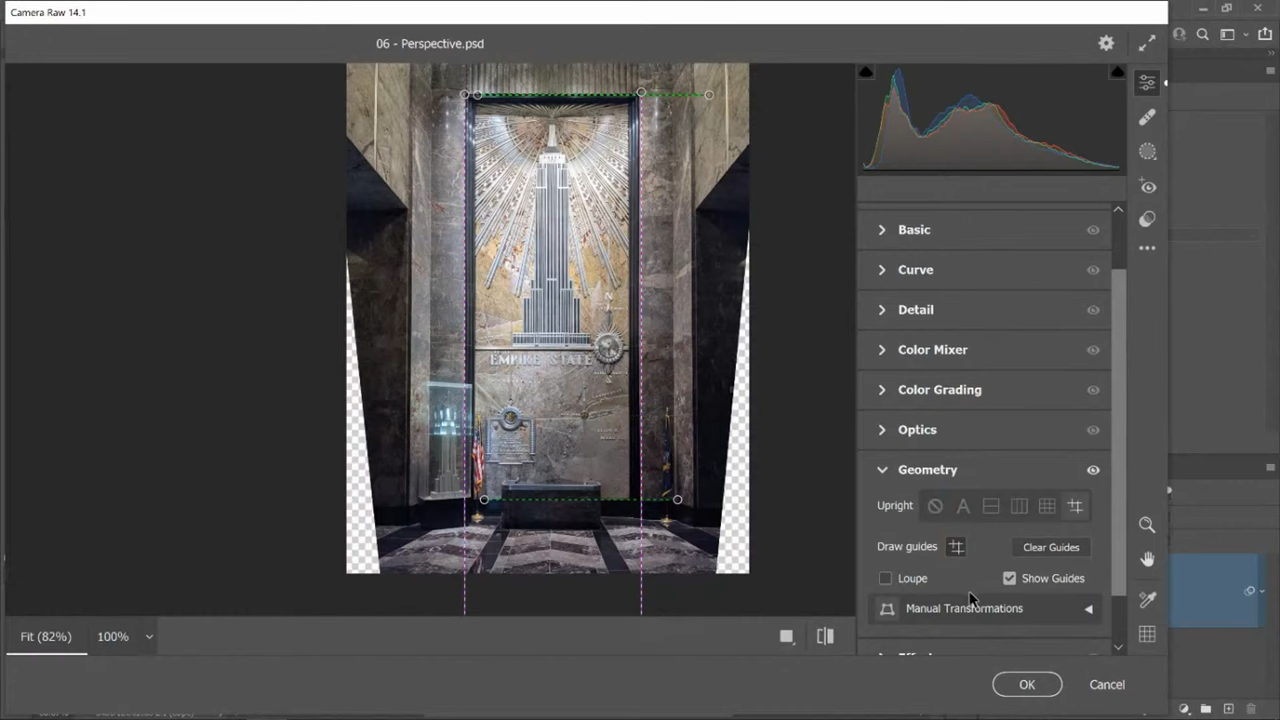 Camera Raw 14.1
06 - Perspective.psd
Basic
Curve
Detail
Color Mixer
Color Grading
Optics
Geometry
Upright
A
Draw guides
Clear Guides
Loupe
Show Guides
Manual Transformations
EMPIRE STATE
N
Fit (82%)
100%
OK
Cancel